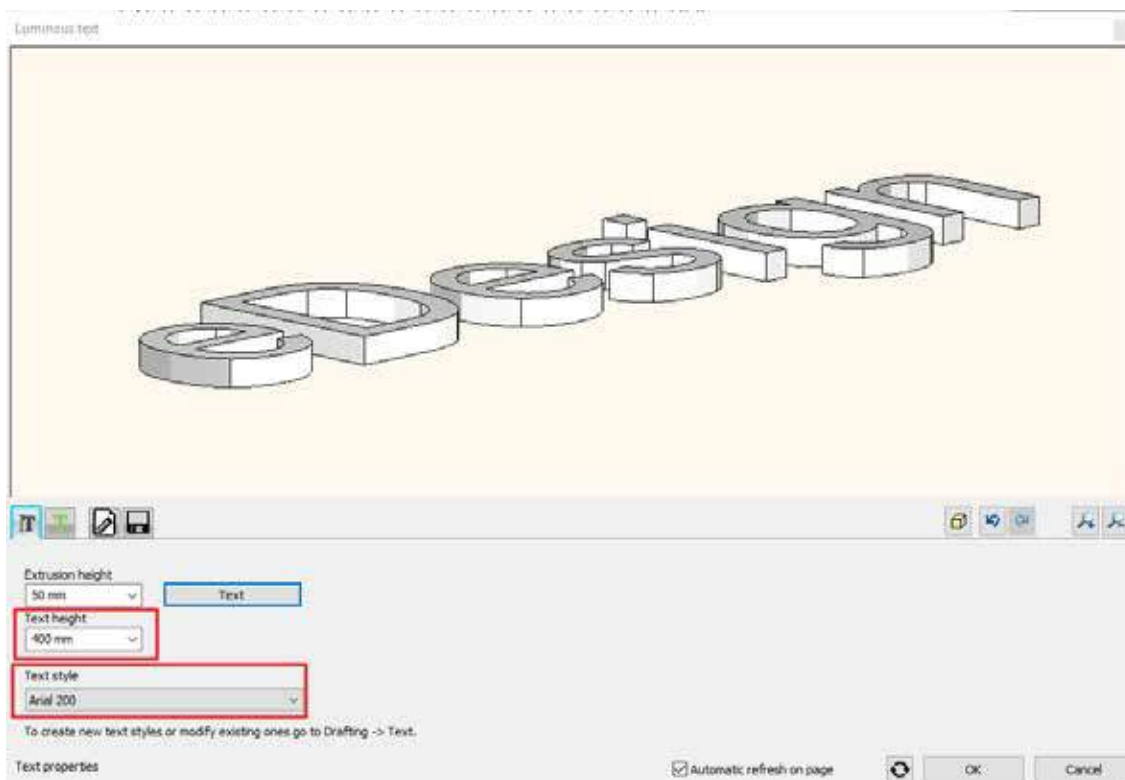 Luminous text
eDesign
Extrusion height
50 mm
Text
Text height
400 mm
Text style
Arial 200
To create new text styles or modify existing ones go to Drafting -> Text.
Text properties
Automatic refresh on page
OK
Cancel